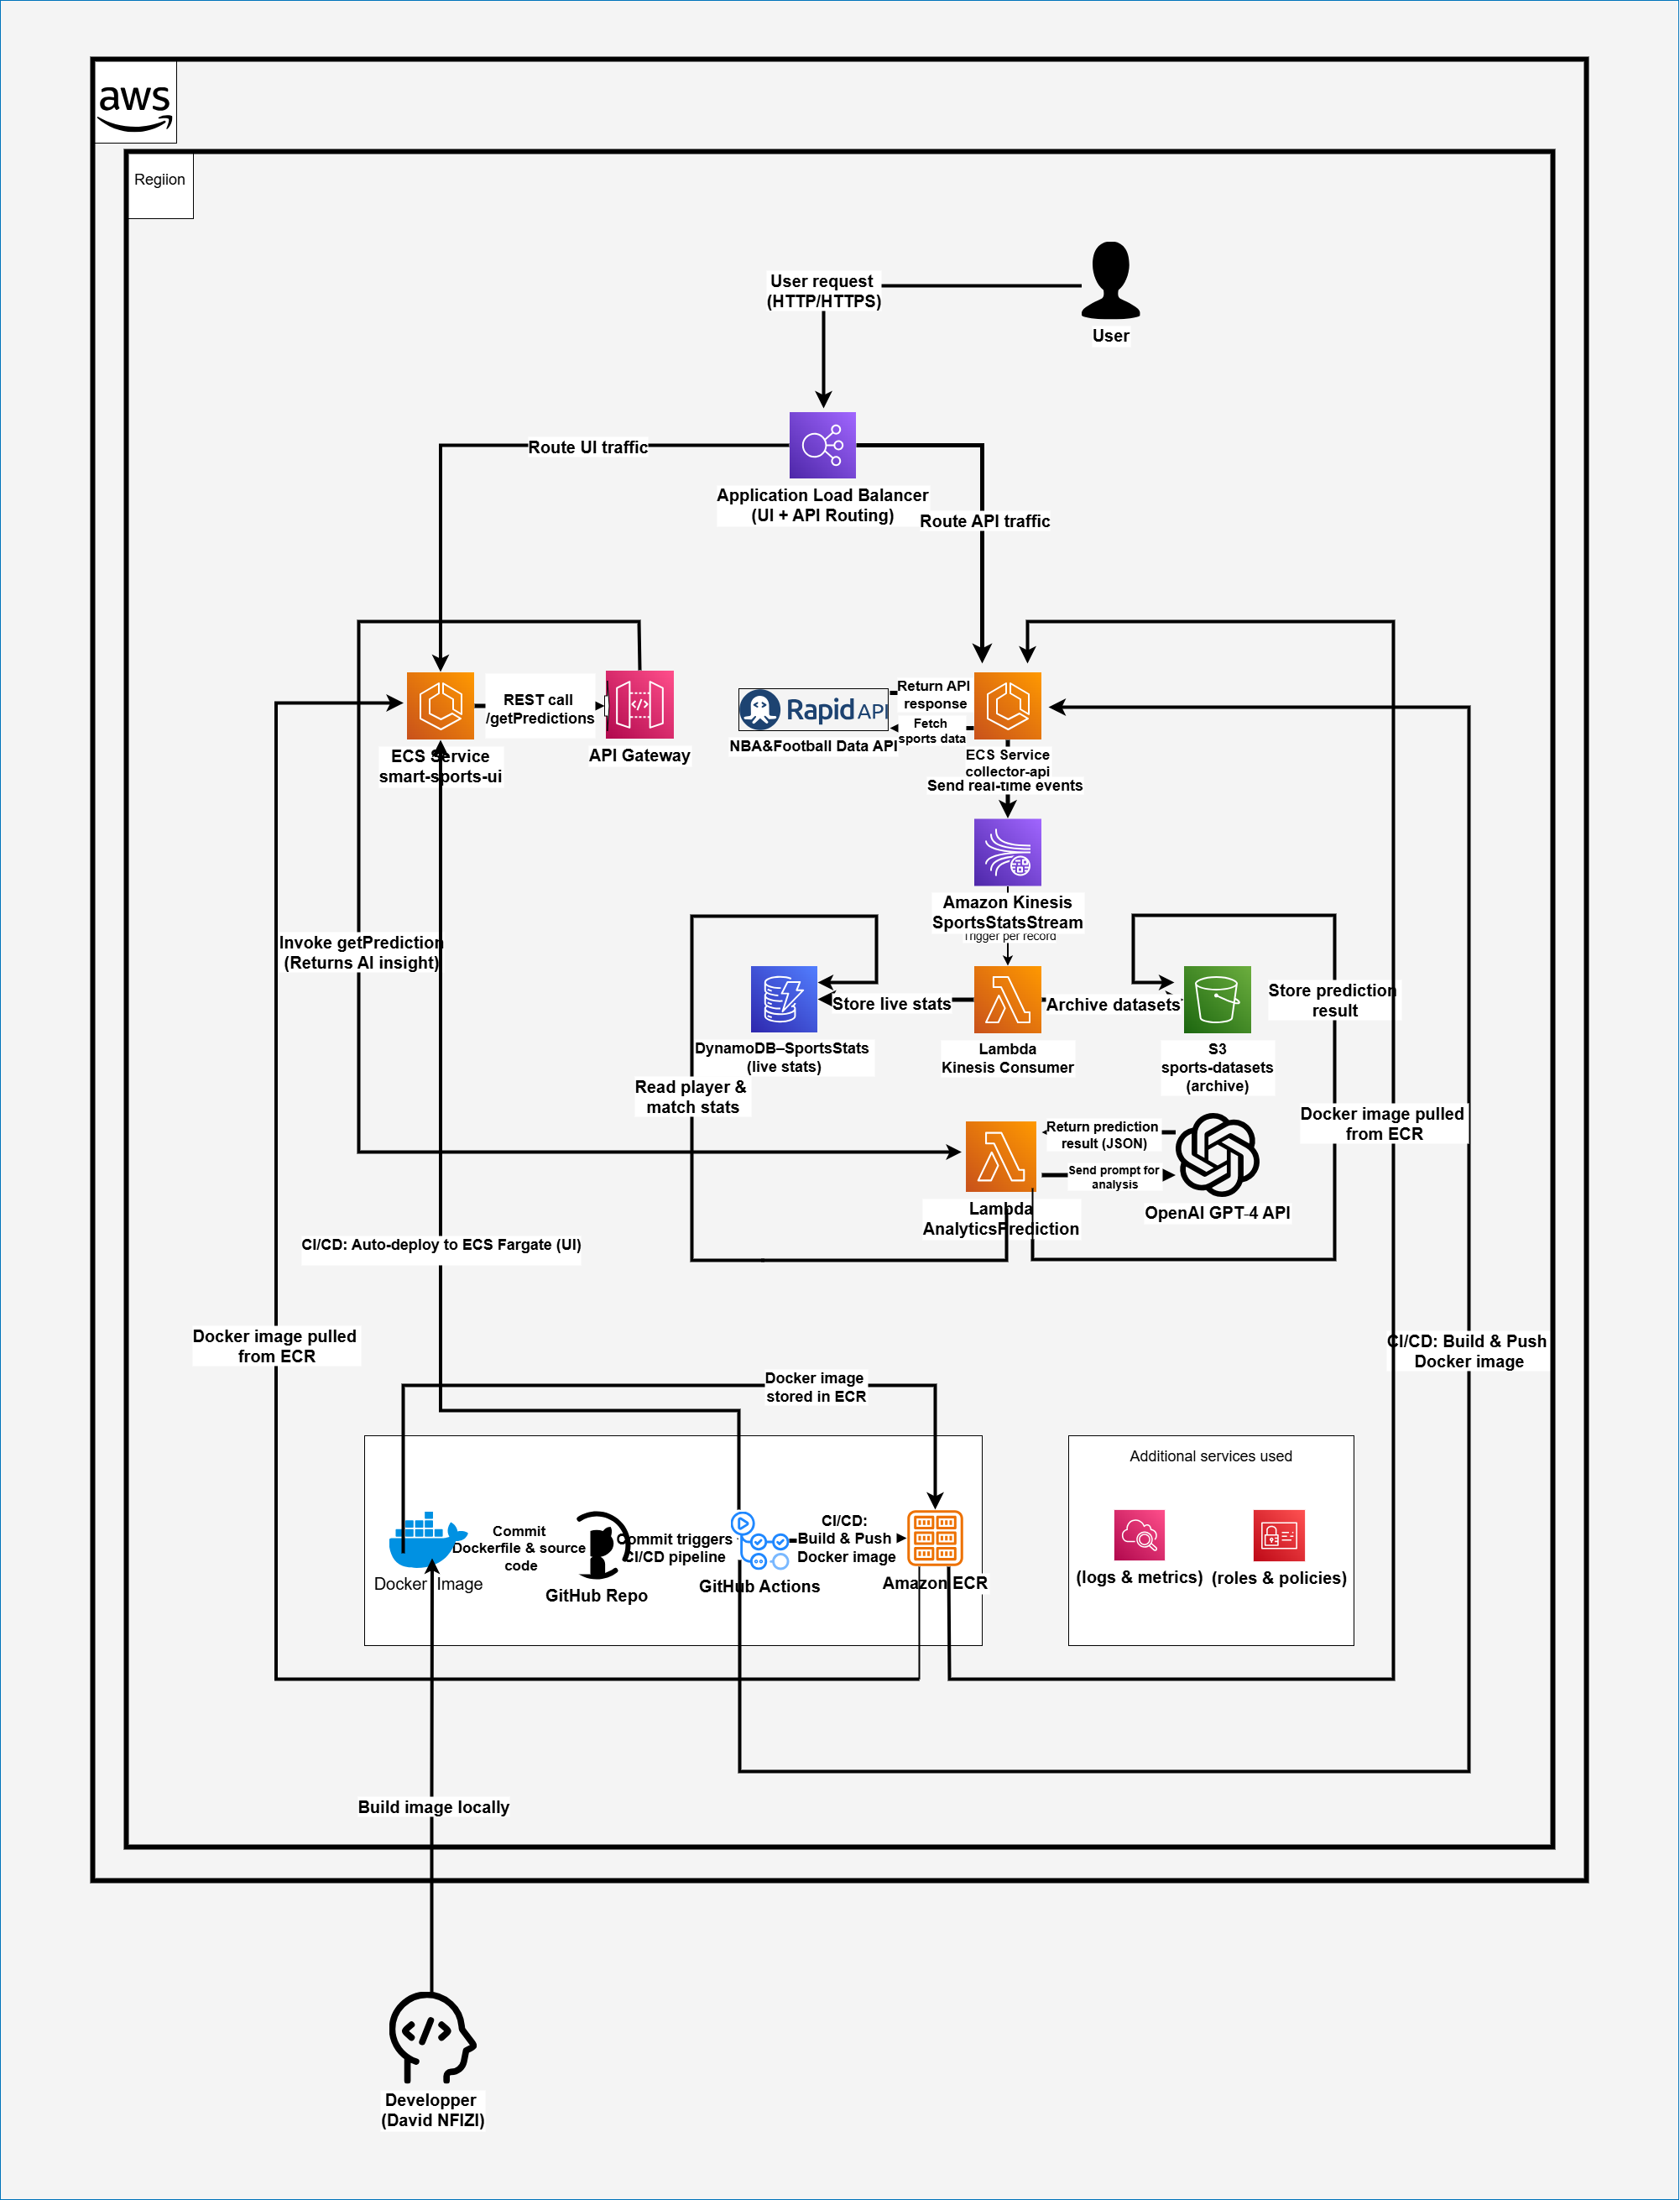 aws
Regiion
User request
(HTTP/HTTPS)
User
Route UI traffic
Application Load Balancer
(UI + API Routing)
Route API traffic
REST call
/getPredictions
ECS Service
smart-sports-ui
API Gateway
RapidAPI
NBA&Football Data API
Return API
response
Fetch
sports data
ECS Service
collector-api
Send real-time events
Amazon Kinesis
SportsStatsStream
Trigger per record
Invoke getPrediction
(Returns AI insight)
Store live stats
Archive datasets
Store prediction
result
DynamoDB–SportsStats
(live stats)
Lambda
Kinesis Consumer
S3
sports-datasets
(archive)
Read player &
match stats
Docker image pulled
from ECR
Return prediction
result (JSON)
Send prompt for
analysis
Lambda
AnalyticsPrediction
OpenAI GPT-4 API
CI/CD: Auto-deploy to ECS Fargate (UI)
Docker image pulled
from ECR
CI/CD: Build & Push
Docker image
Docker image
stored in ECR
Additional services used
Commit
Dockerfile & source
code
Commit triggers
CI/CD pipeline
CI/CD:
Build & Push
Docker image
Docker Image
GitHub Repo
GitHub Actions
Amazon ECR
(logs & metrics)
(roles & policies)
Build image locally
Developper
(David NFIZI)